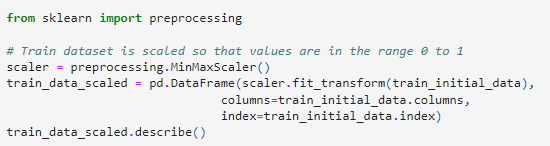 from sklearn import preprocessing
# Train dataset is scaled so that values are in the range 0 to 1
scaler = preprocessing.MinMaxScaler()
train_data_scaled = pd.DataFrame(scaler.fit_transform(train_initial_data),
columns=train_initial_data.columns,
index=train_initial_data.index)
train_data_scaled.describe()